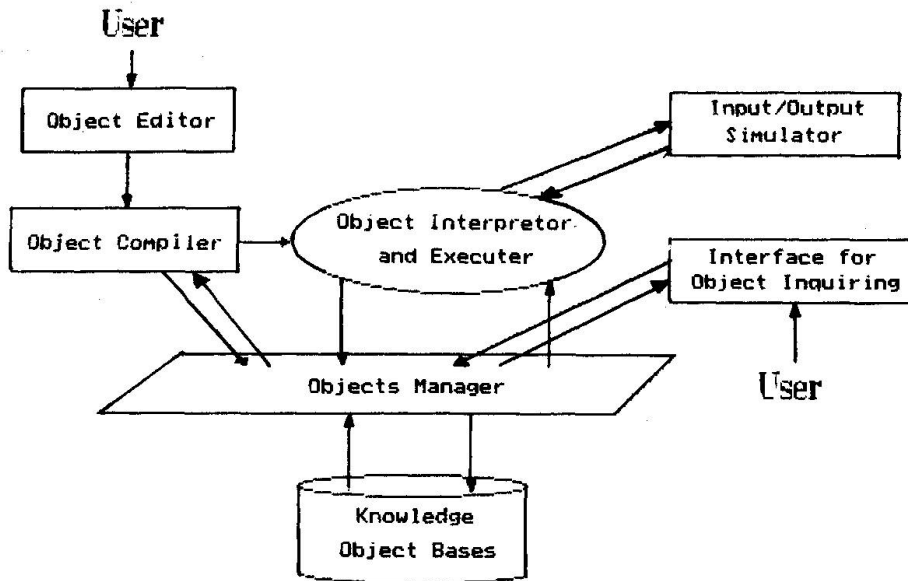 User
Object Editor
Input/Output
Simulator
Object Compiler
Object Interpretor
and Executer
Interface for
Object Inquiring
Objects Manager
User
Knowledge
Object Bases